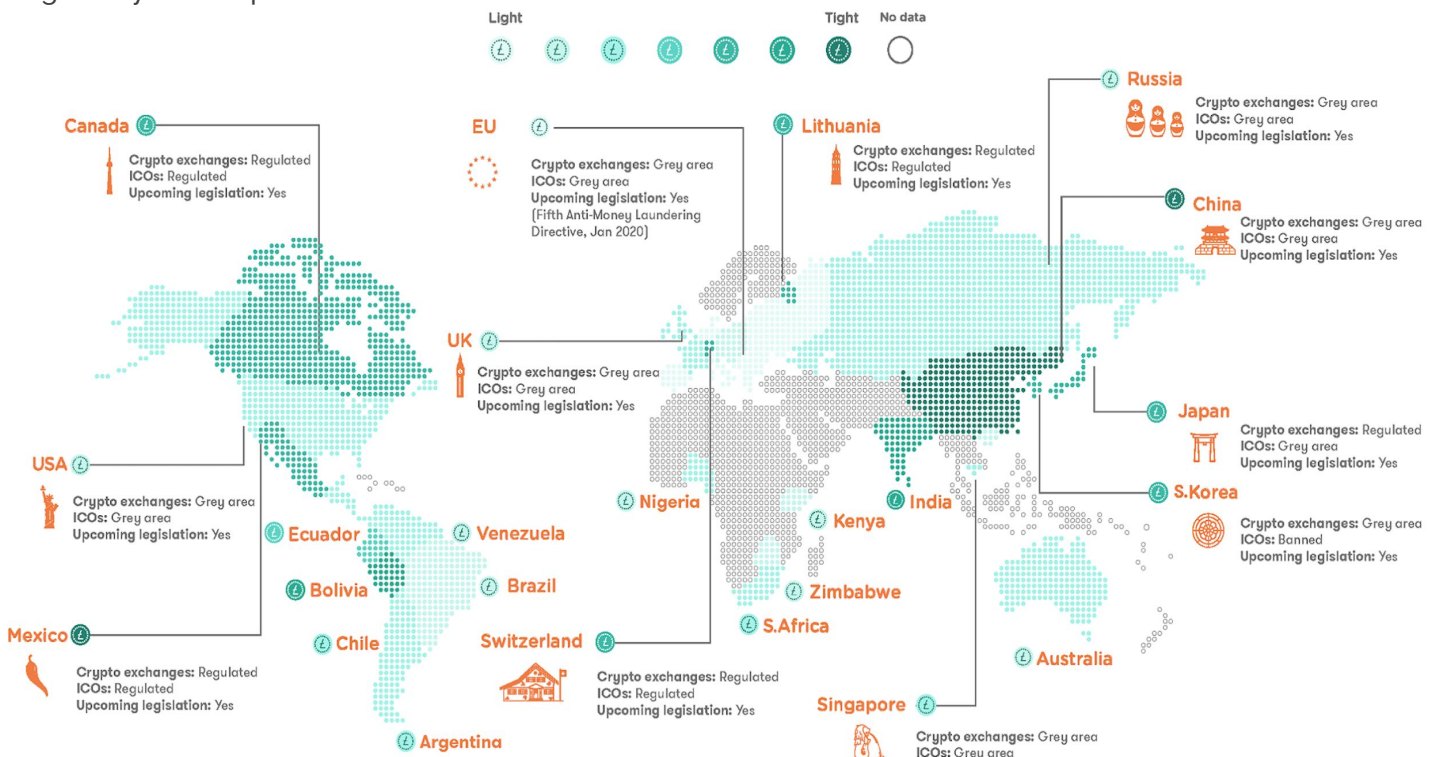 Light
Tight
No data
Russia
Crypto exchanges: Grey area
ICOs: Grey area
Upcoming legislation: Yes
Canada
Crypto exchanges: Regulated
ICOs: Regulated
Upcoming legislation: Yes
EU
Crypto exchanges: Grey area
ICOs: Grey area
Upcoming legislation: Yes
(Fifth Anti-Money Laundering
Directive, Jan 2020)
Lithuania
Crypto exchanges: Regulated
ICOs: Regulated
Upcoming legislation: Yes
China
Crypto exchanges: Grey area
ICOs: Grey area
Upcoming legislation: Yes
UK
Crypto exchanges: Grey area
ICOs: Grey area
Upcoming legislation: Yes
Japan
Crypto exchanges: Regulated
ICOs: Grey area
Upcoming legislation: Yes
USA
Crypto exchanges: Grey area
ICOs: Grey area
Upcoming legislation: Yes
Nigeria
India
S.Korea
Crypto exchanges: Grey area
ICOs: Banned
Upcoming legislation: Yes
Ecuador
Venezuela
Kenya
Bolivia
Brazil
Zimbabwe
S.Africa
Mexico
Crypto exchanges: Regulated
ICOs: Regulated
Upcoming legislation: Yes
Chile
Switzerland
Crypto exchanges: Regulated
ICOs: Regulated
Upcoming legislation: Yes
Australia
Singapore
Crypto exchanges: Grey area
ICOs: Grey area
Argentina